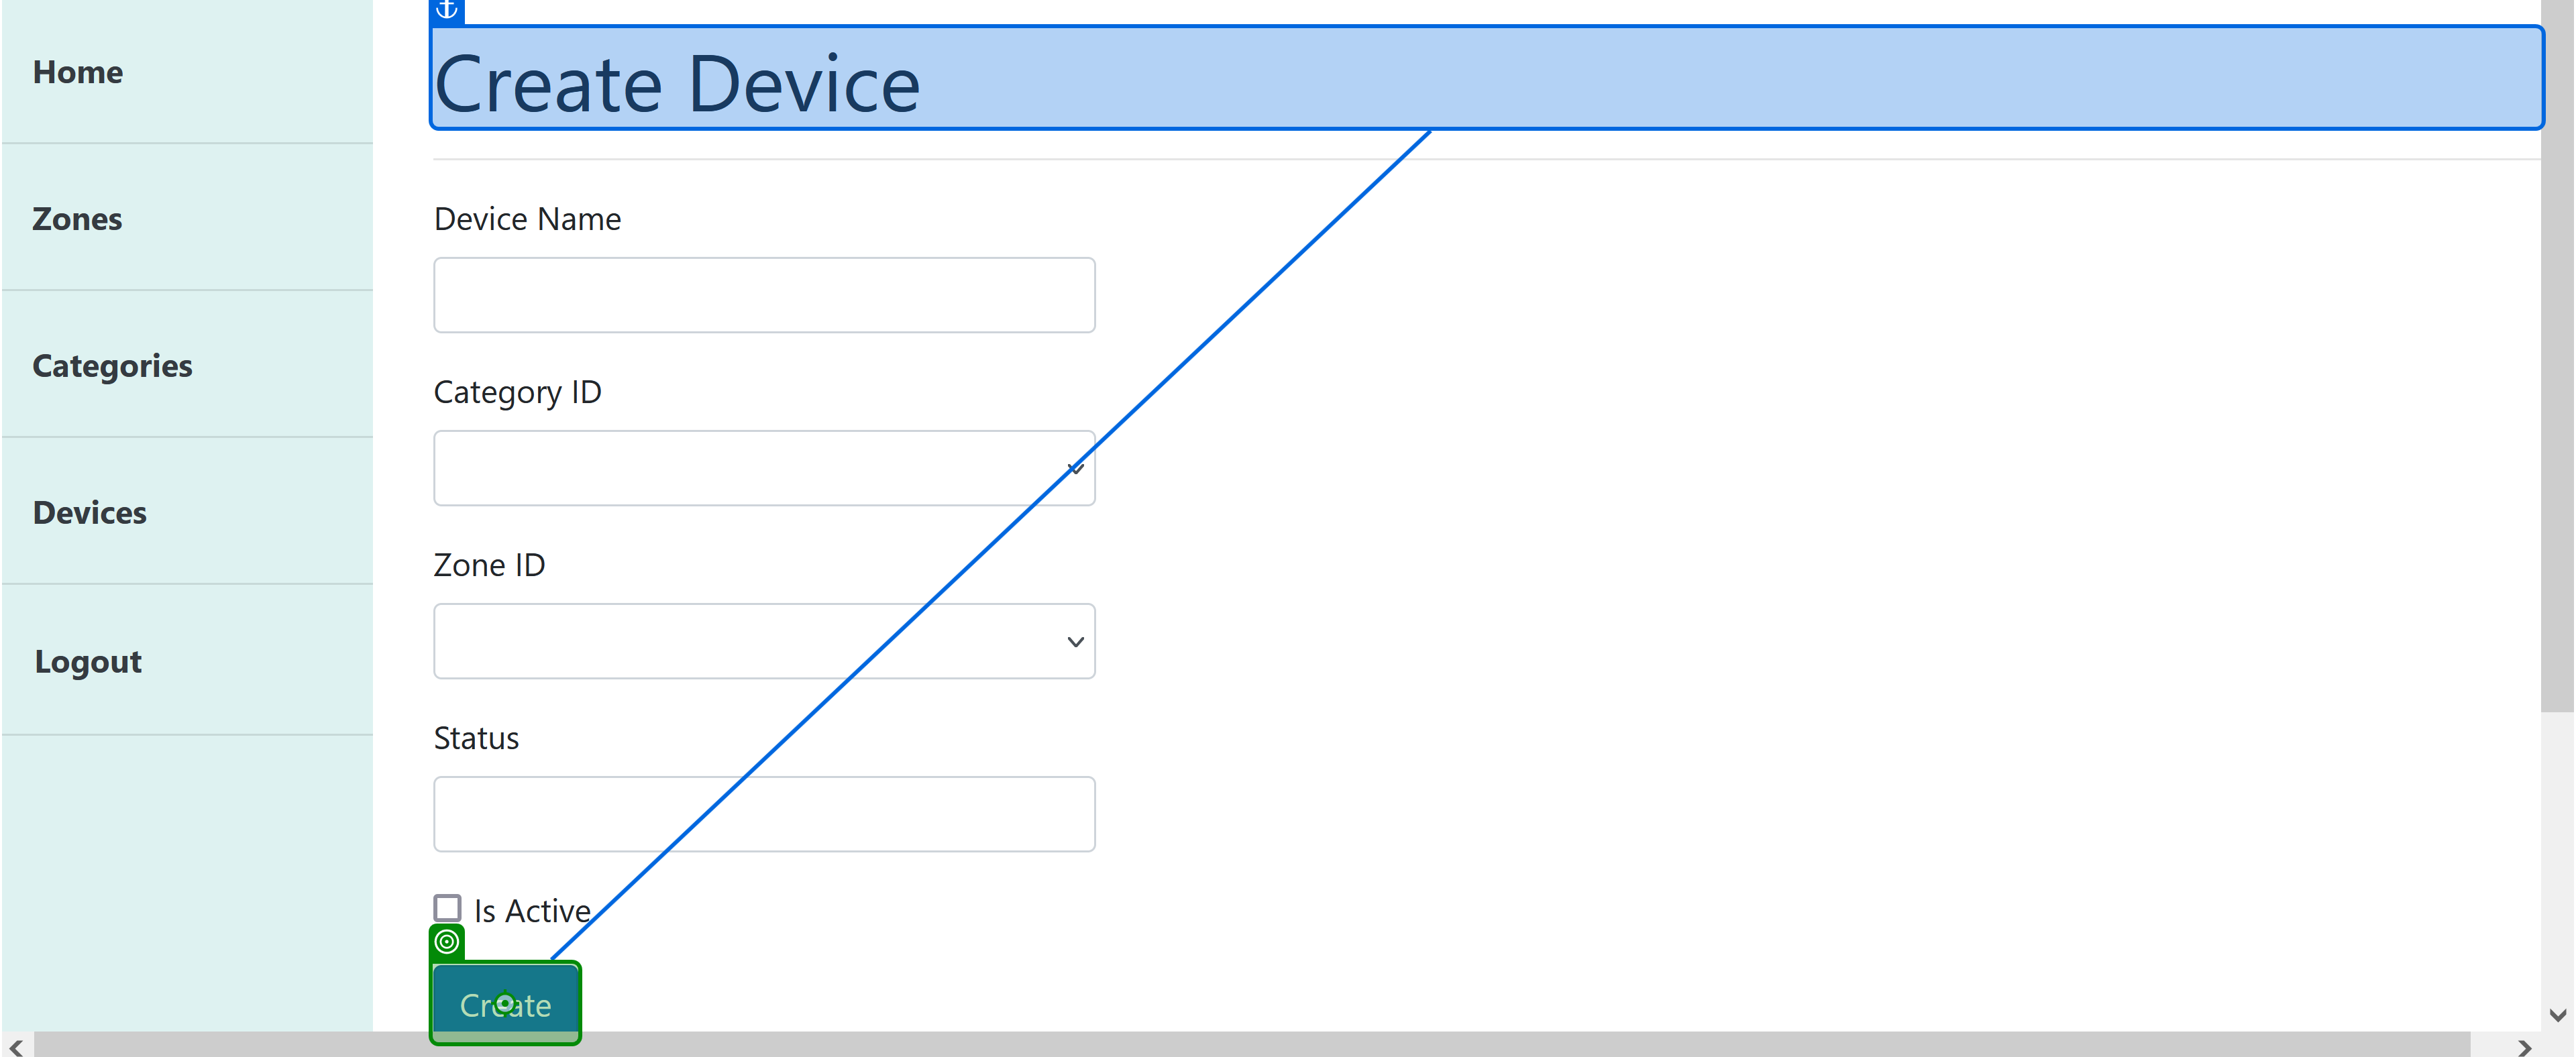 Home
Zones
Categories
Devices
Logout
Create Device
Device Name
Category ID
Zone ID
Status
Is Active
Create